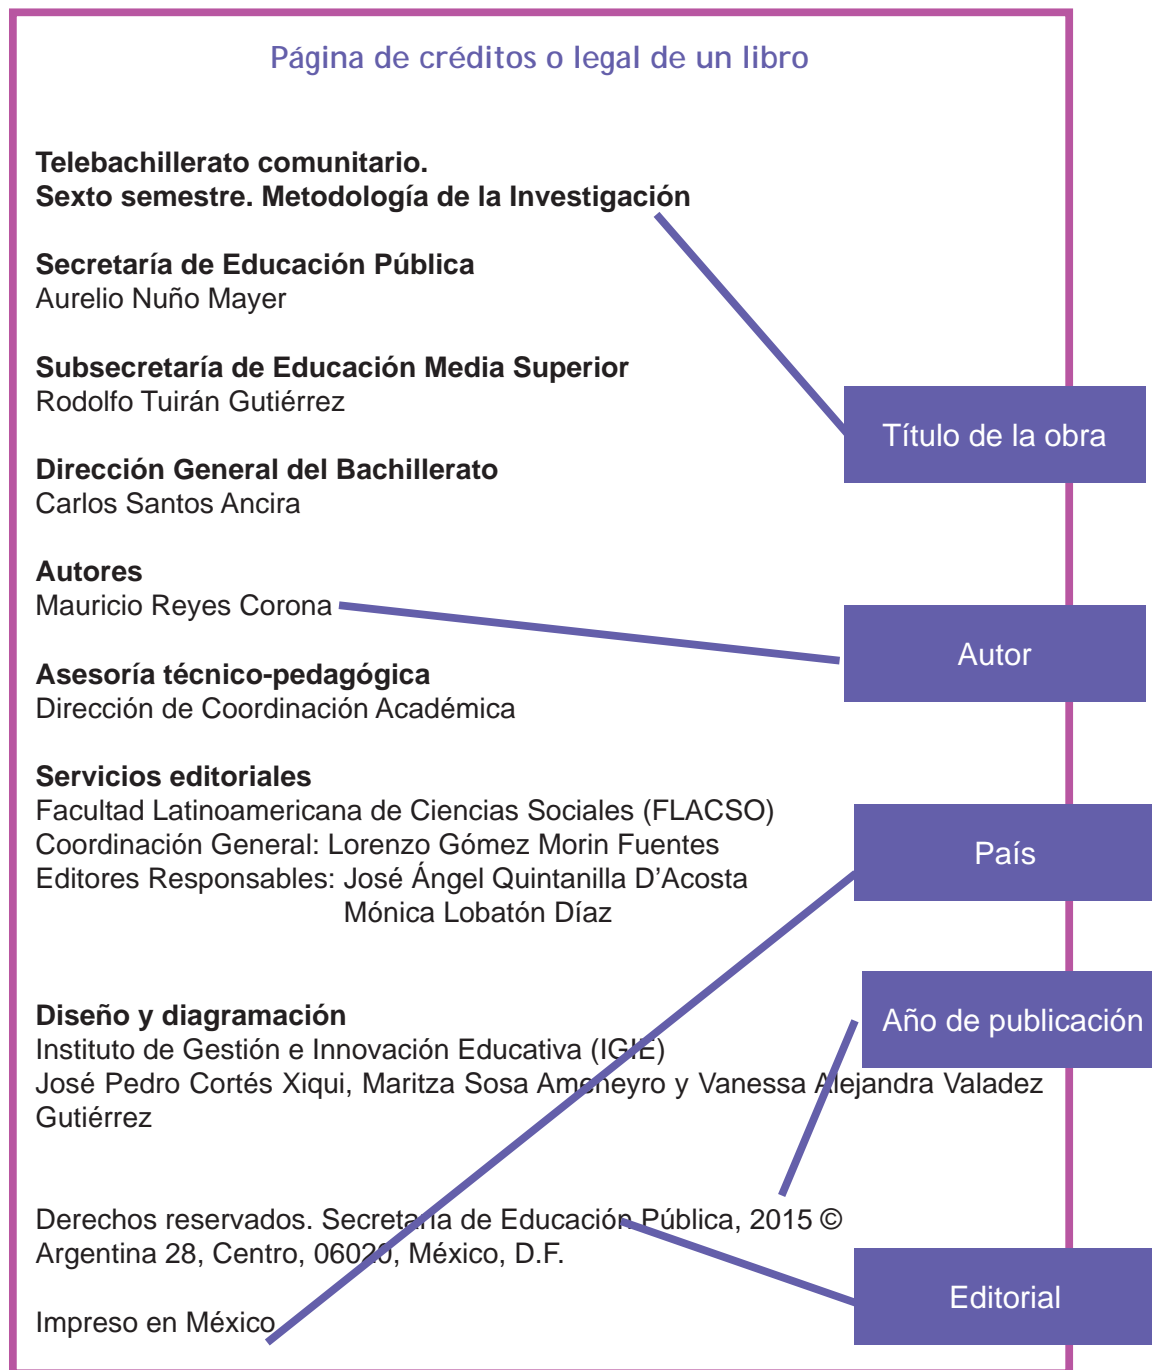 Página de créditos o legal de un libro
Telebachillerato comunitario.
Sexto semestre. Metodología de la Investigación
Secretaría de Educación Pública
Aurelio Nuño Mayer
Subsecretaría de Educación Media Superior
Rodolfo Tuirán Gutiérrez
Título de la obra
Dirección General del Bachillerato
Carlos Santos Ancira
Autores
Mauricio Reyes Corona
Autor
Asesoría técnico-pedagógica
Dirección de Coordinación Académica
Servicios editoriales
Facultad Latinoamericana de Ciencias Sociales (FLACSO)
Coordinación General: Lorenzo Gómez Morin Fuentes
País
Editores Responsables: José Ángel Quintanilla D’Acosta
Mónica Lobatón Díaz
Diseño y diagramación
Año de publicación
Instituto de Gestión e Innovación Educativa (IGIE)
José Pedro Cortés Xiqui, Maritza Sosa Ameneyro y Vanessa Alejandra Valadez
Gutiérrez
Derechos reservados. Secretaría de Educación Pública, 2015 ©
Argentina 28, Centro, 06020, México, D.F.
Editorial
Impreso en México